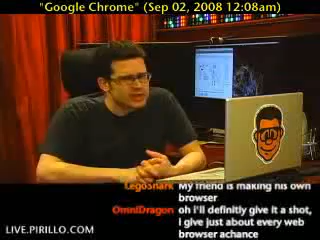 "Google Chrome" (Sep 02, 2008 12:08am)
LegoShark My friend is making his own
browser
OmniDragon oh i'll definitly give it a shot,
i give just about every web
LIVE.PIRILLO.COM browser achance